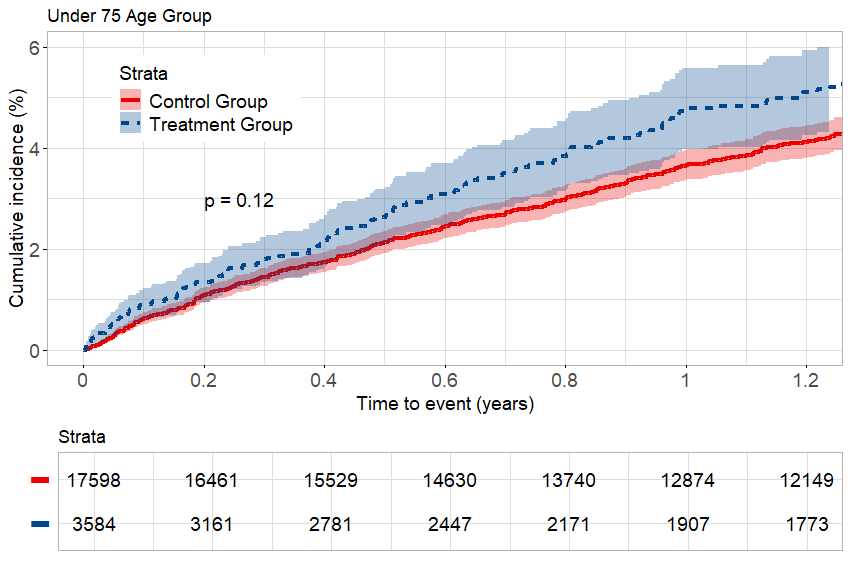 Under 75 Age Group
Cumulative incidence (%)
6
4
2
0
Strata
Control Group
Treatment Group
p = 0.12
0 0.2 0.4 0.6 0.8 1 1.2
Time to event (years)
Strata
17598 16461 15529 14630 13740 12874 12149
3584 3161 2781 2447 2171 1907 1773